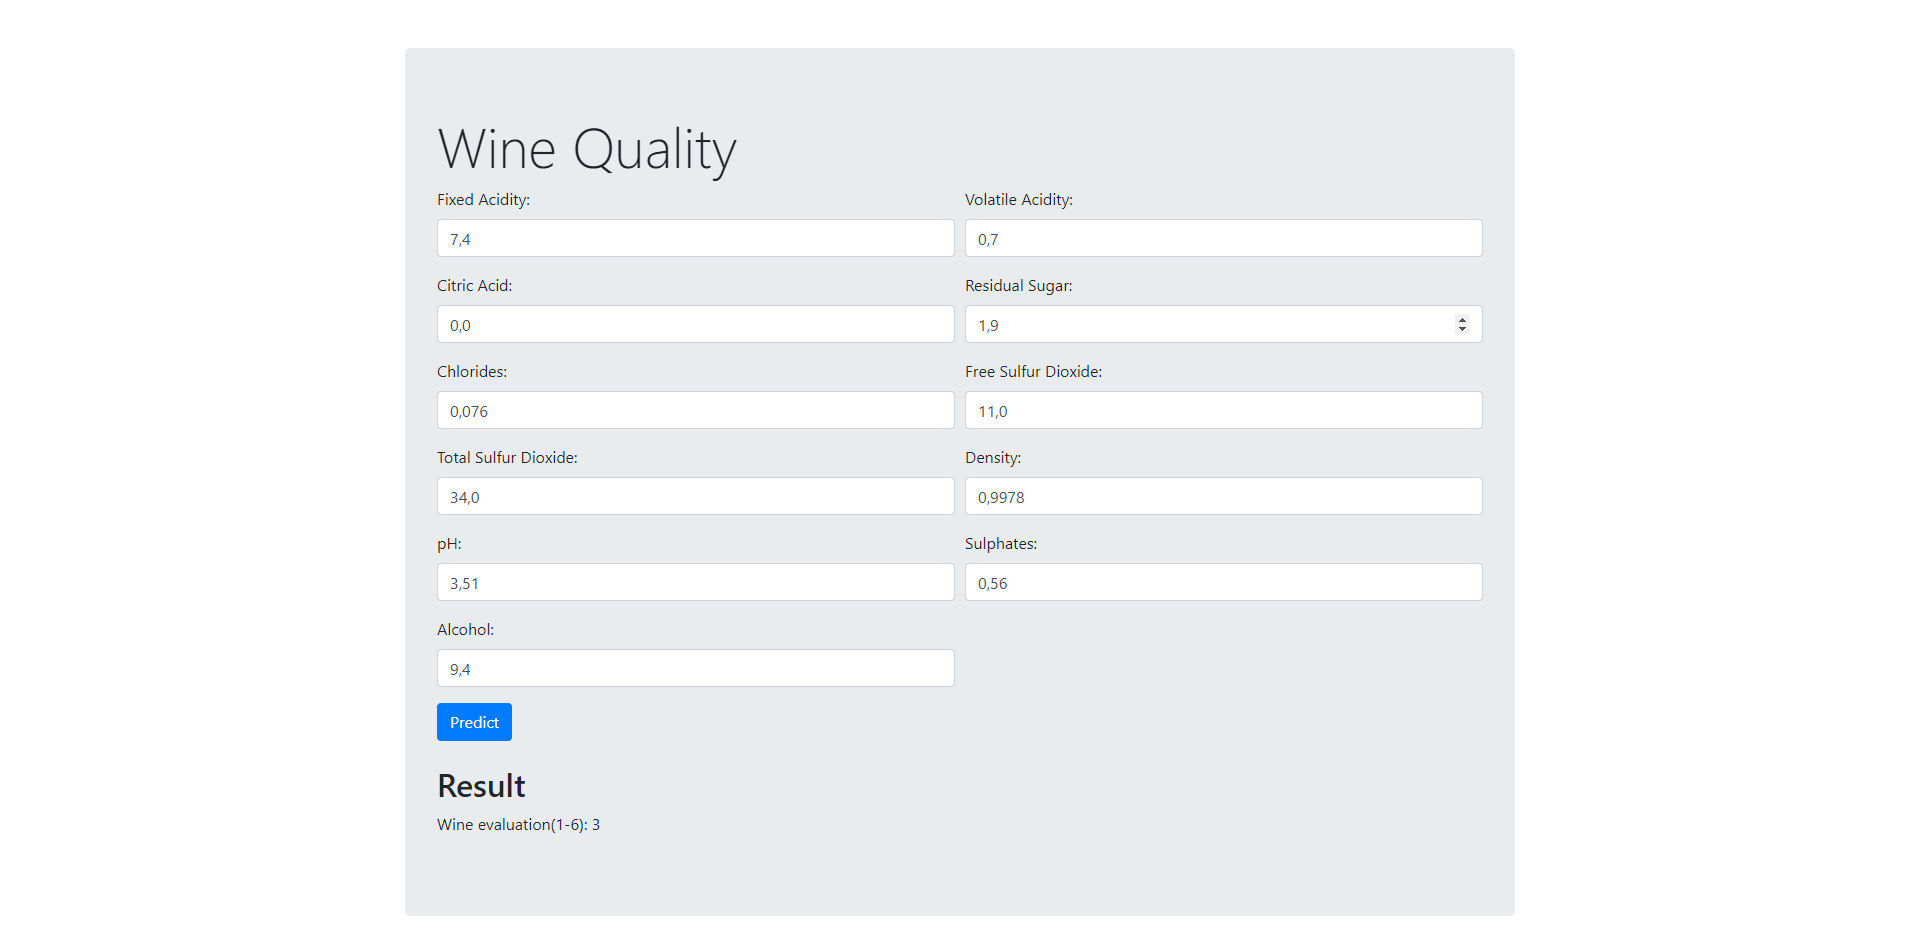 Wine Quality
Fixed Acidity:
Volatile Acidity:
7,4
0,7
Citric Acid:
Residual Sugar:
0,0
1,9
Chlorides:
Free Sulfur Dioxide:
0,076
11,0
Total Sulfur Dioxide:
Density:
34,0
0,9978
pH:
Sulphates:
3,51
0,56
Alcohol:
9,4
Predict
Result
Wine evaluation(1-6): 3